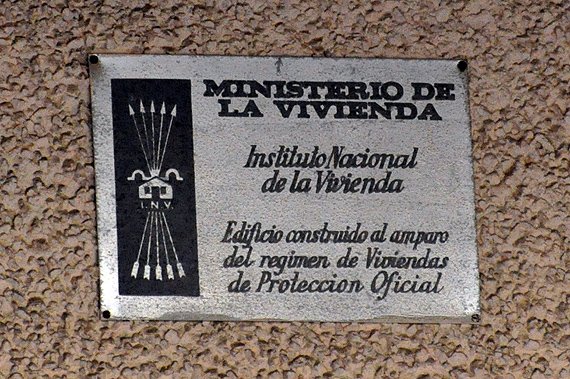 MINISTERIO DE
LA VIVIENDA
Instituto Nacional
de la Vivienda
Edificio construido al amparo
del regimen de Viviendas
de Proteccion Oficial
I.N.V.